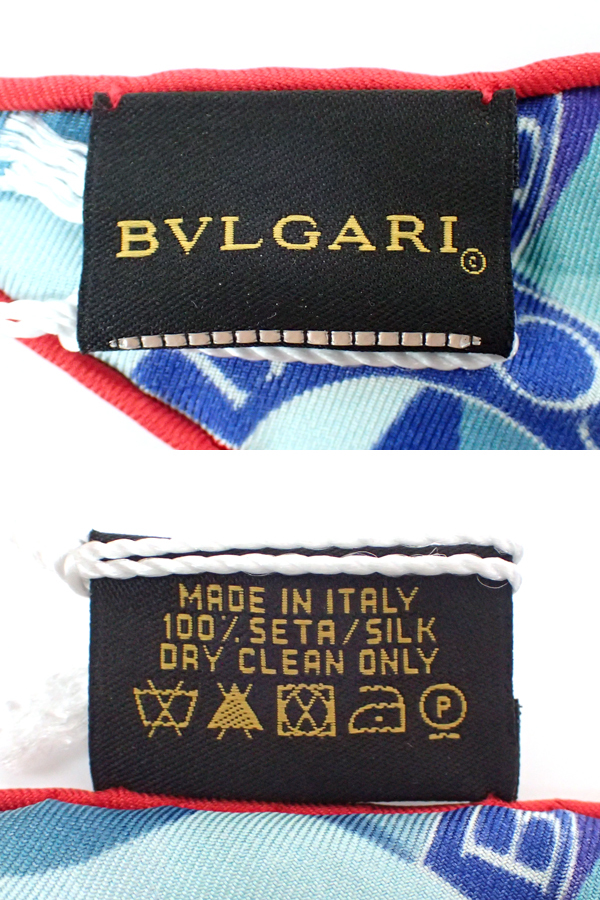 BVLGARI©
MADE IN ITALY
100% SETA/SILK
DRY CLEAN ONLY
P
B